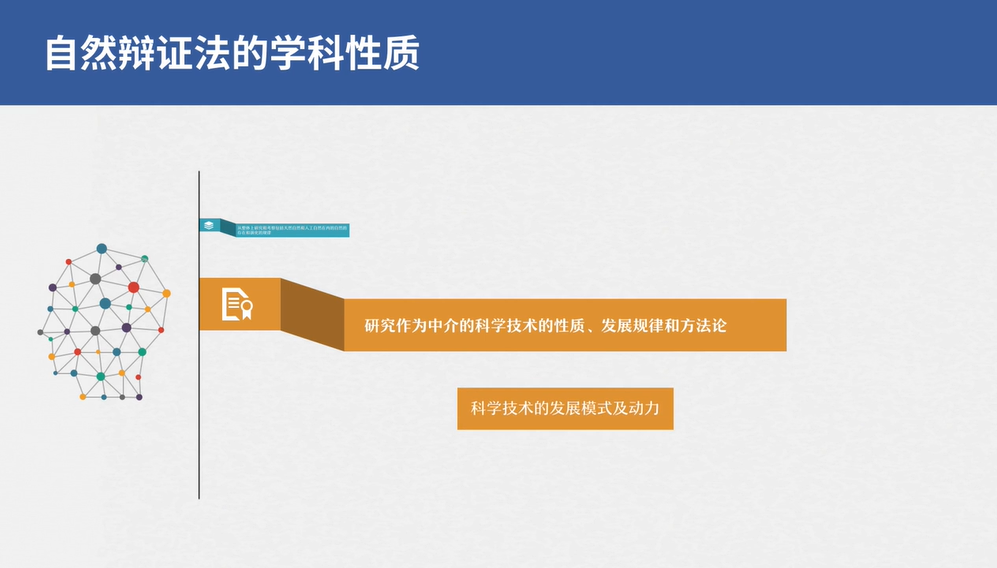 自然辩证法的学科性质
研究作为中介的科学技术的性质、发展规律和方法论
科学技术的发展模式及动力